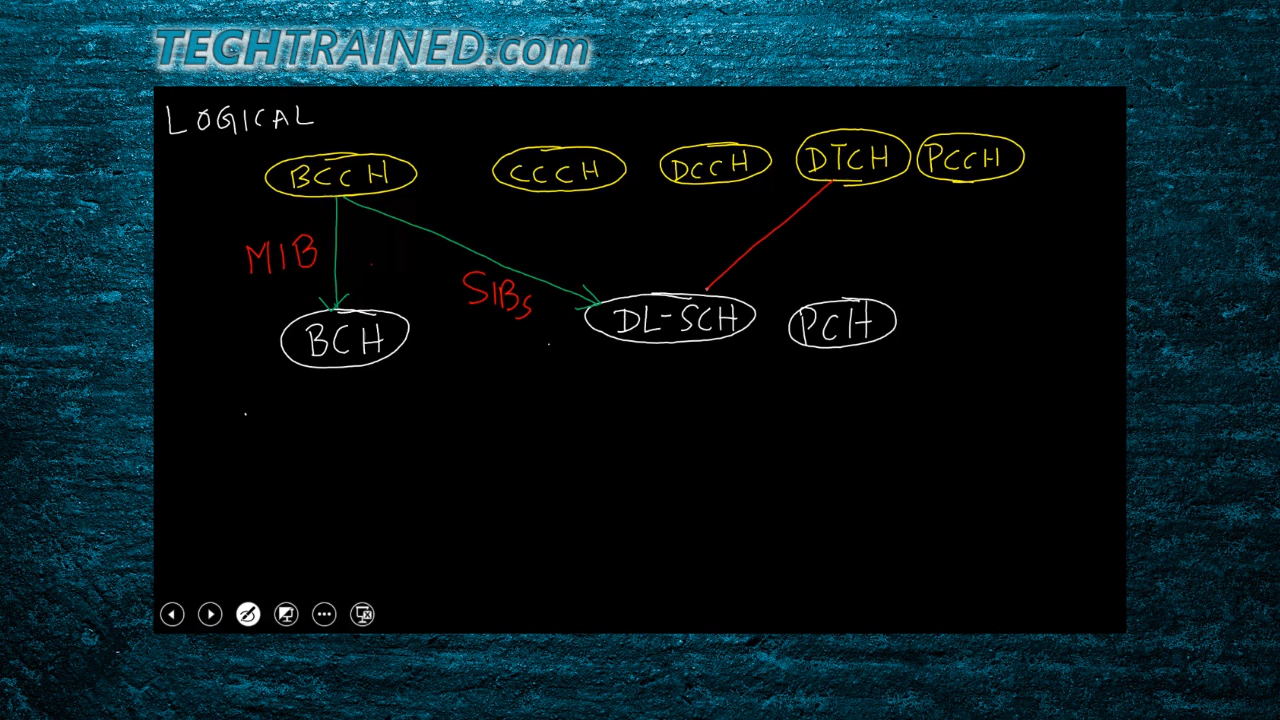 TECHTRAINED.com
LOGICAL
BCCH CCCH DCCH DTCH PCCH
MIB
SIBs
BCH DL-SCH PCH